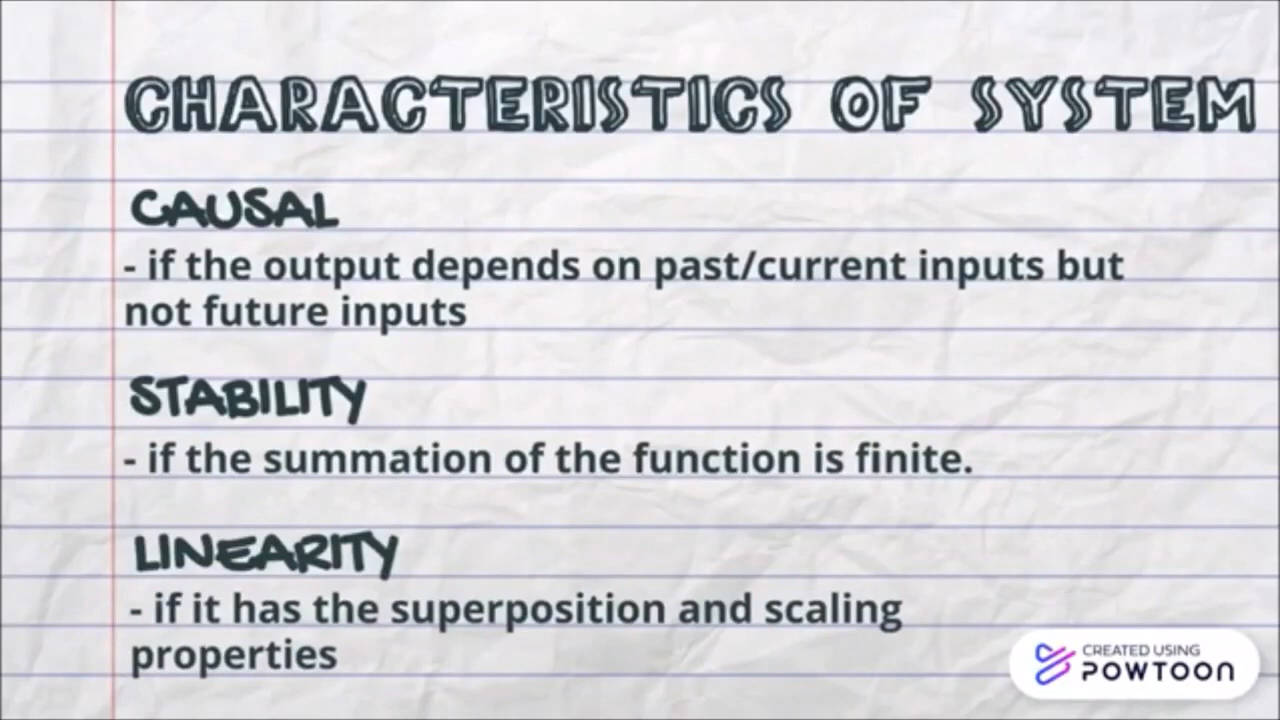 CHARACTERISTICS OF SYSTEM
CAUSAL
- if the output depends on past/current inputs but
not future inputs
STABILITY
- if the summation of the function is finite.
LINEARITY
- if it has the superposition and scaling
properties
CREATED USING
POWTOON